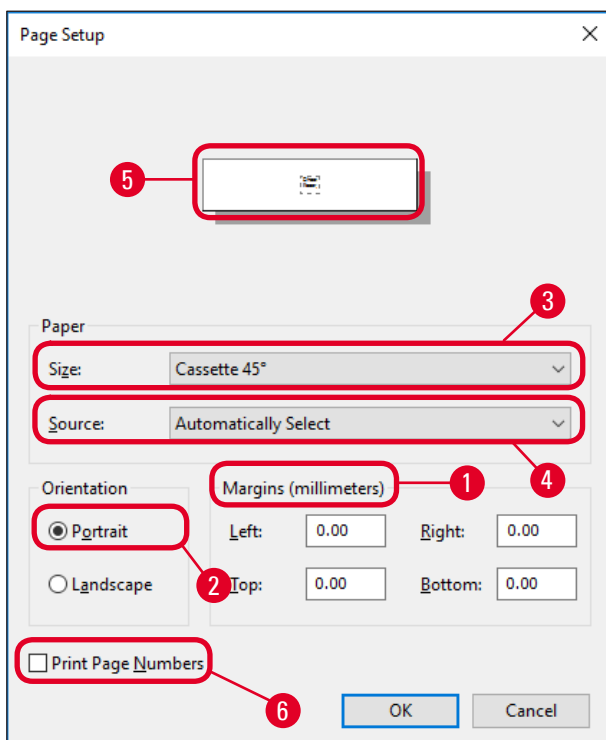 Page Setup
5
3
Paper
Size: Cassette 45°
Source: Automatically Select
4
Orientation
Margins (millimeters)
1
Portrait
Left: 0.00 Right: 0.00
Landscape
2
Top: 0.00 Bottom: 0.00
Print Page Numbers
6
OK Cancel